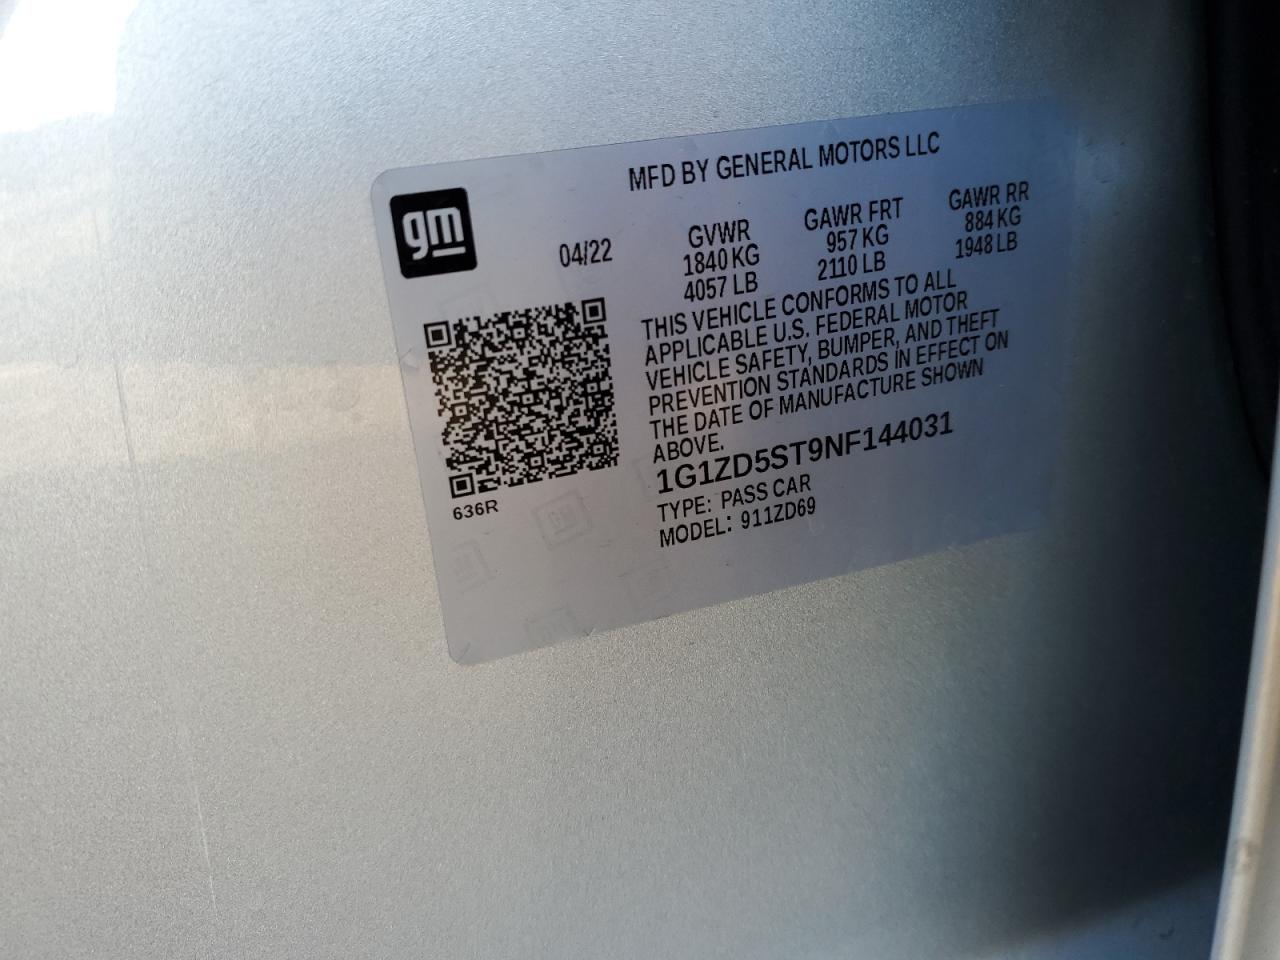 MFD BY GENERAL MOTORS LLC
gm
04/22
GVWR
1840 KG
4057 LB
GAWR FRT
957 KG
2110 LB
GAWR RR
884 KG
1948 LB
THIS VEHICLE CONFORMS TO ALL
APPLICABLE U.S. FEDERAL MOTOR
VEHICLE SAFETY, BUMPER, AND THEFT
PREVENTION STANDARDS IN EFFECT ON
THE DATE OF MANUFACTURE SHOWN
ABOVE.
1G1ZD5ST9NF144031
TYPE: PASS CAR
MODEL: 911ZD69
636R